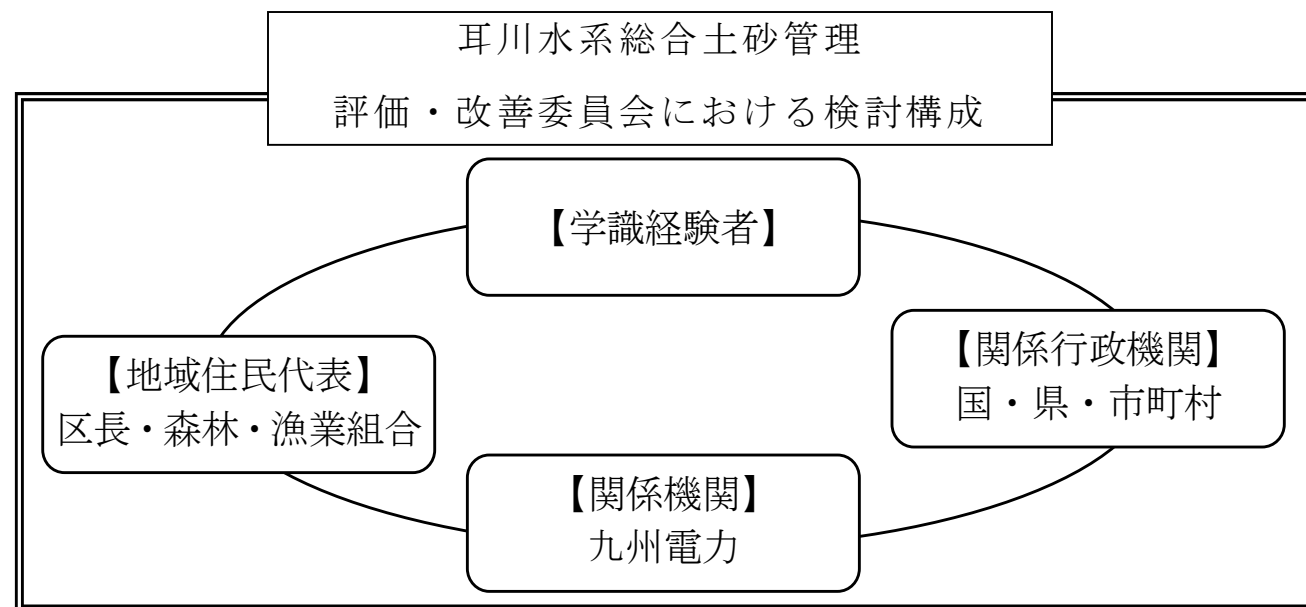 耳川水系総合土砂管理
評価・改善委員会における検討構成
【学識経験者】
【地域住民代表】
区長・森林・漁業組合
【関係行政機関】
国・県・市町村
【関係機関】
九州電力